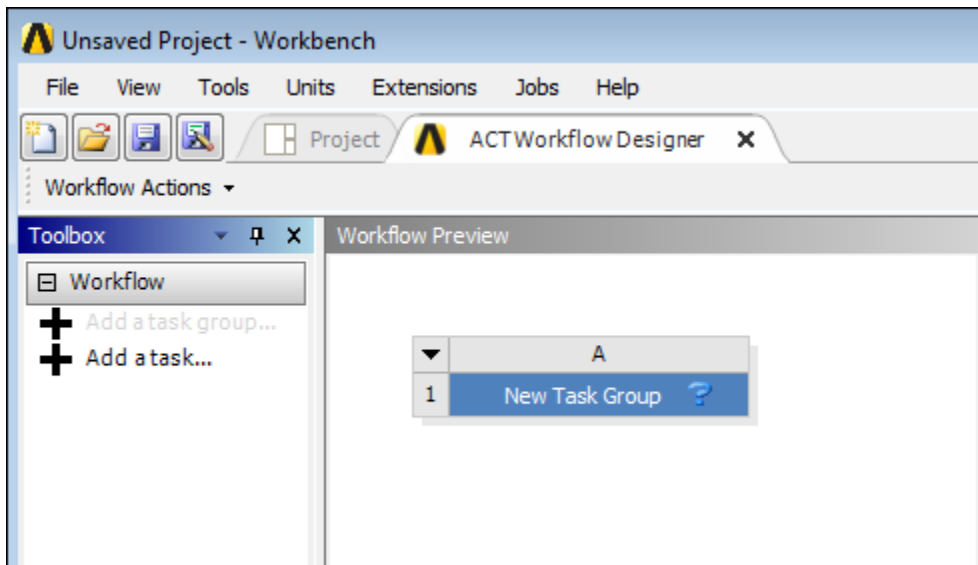 Unsaved Project - Workbench
File View Tools Units Extensions Jobs Help
Project ACT Workflow Designer
Workflow Actions
Toolbox Workflow Preview
Workflow
Add a task group...
Add a task...
A
1 New Task Group ?